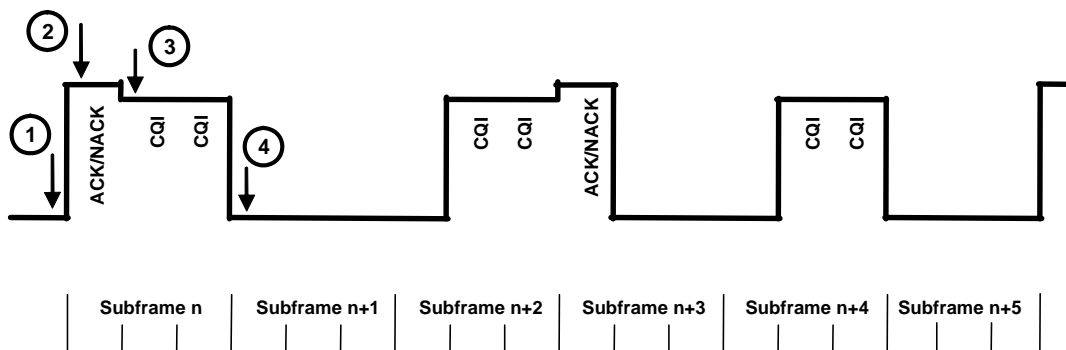 2
3
1
4
ACK/NACK
CQI
CQI
CQI
CQI
ACK/NACK
CQI
CQI
Subframe n
Subframe n+1
Subframe n+2
Subframe n+3
Subframe n+4
Subframe n+5